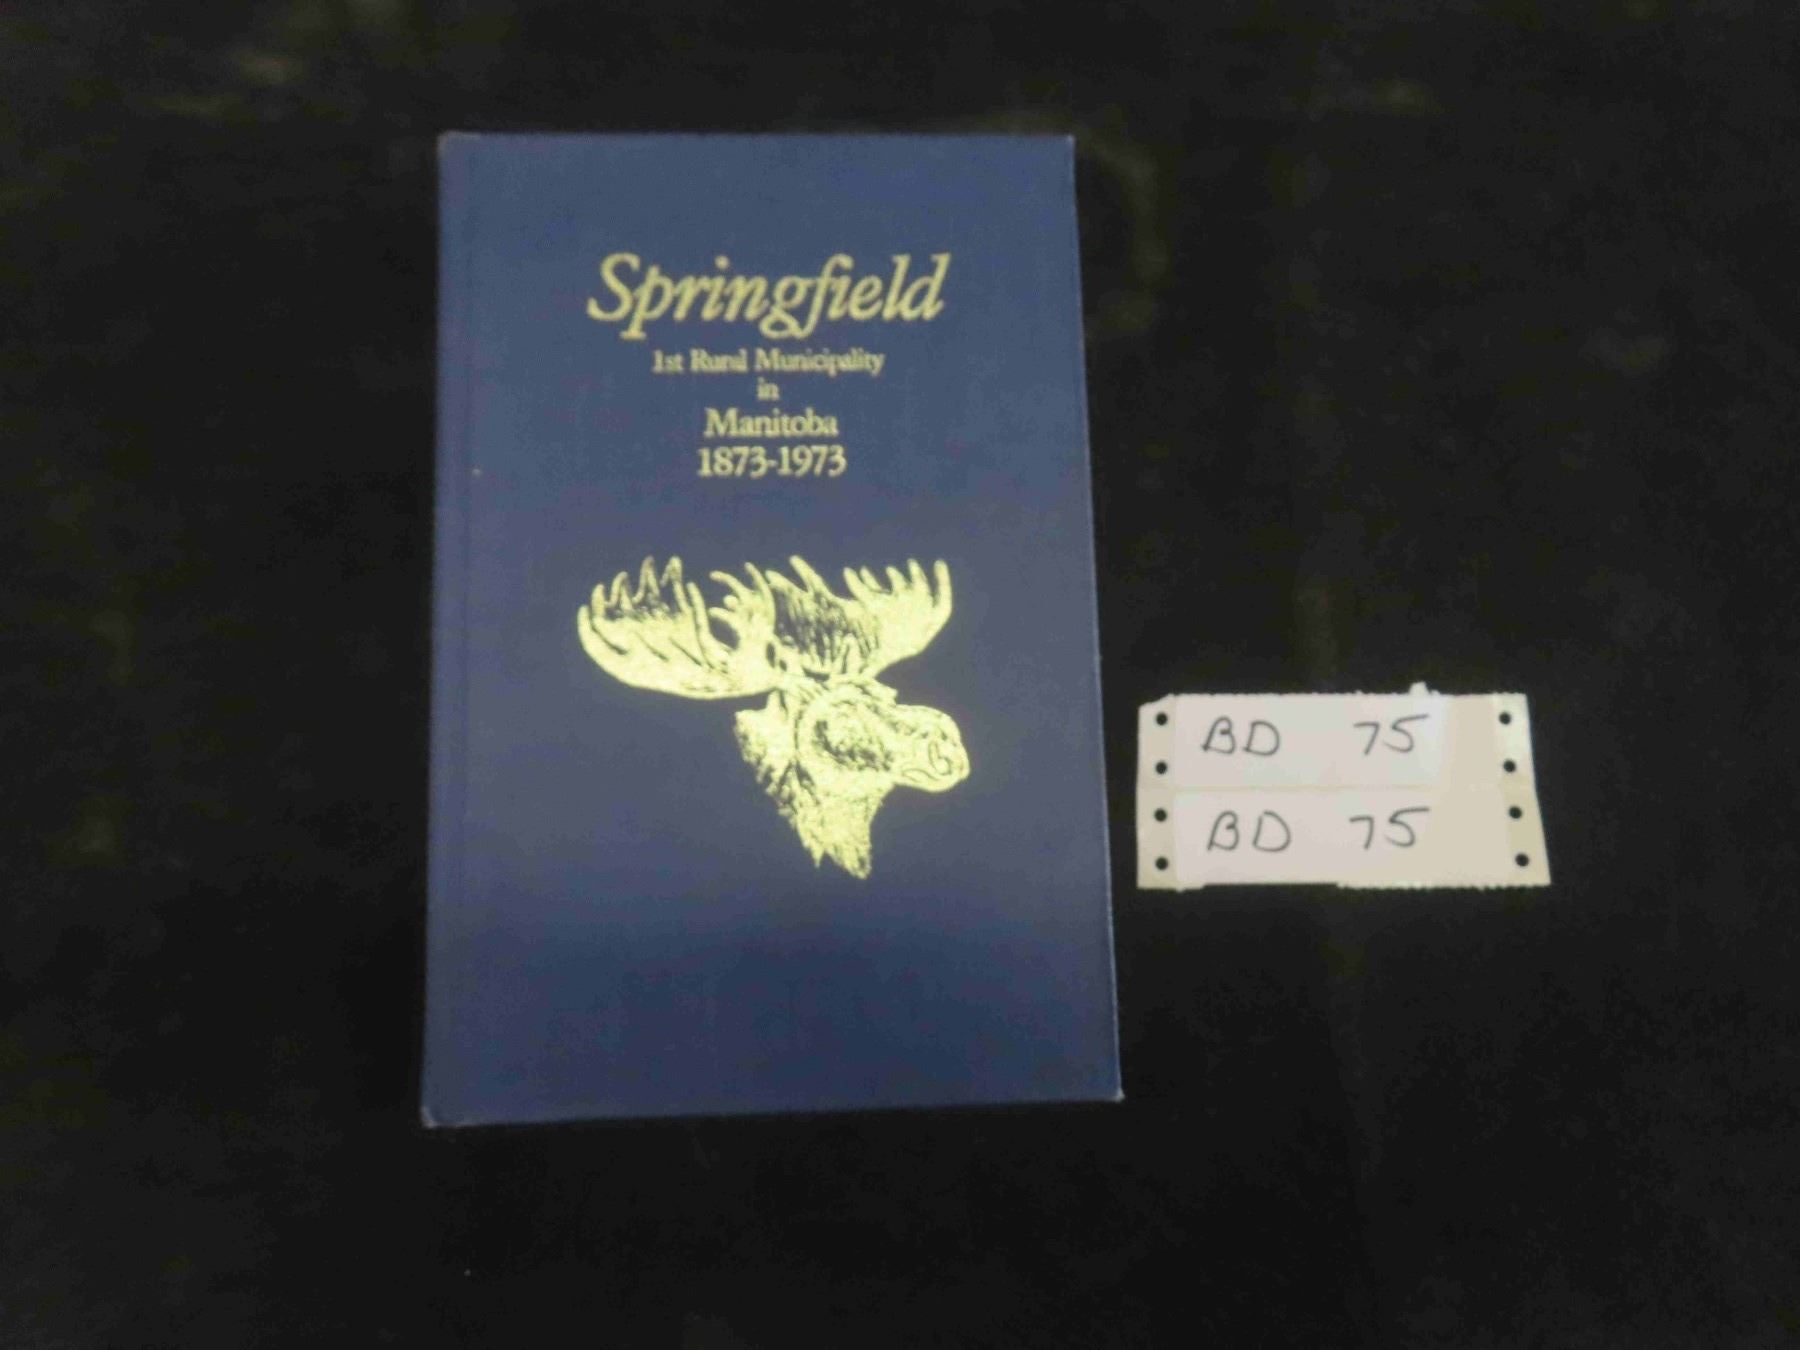 Springfield
1st Rural Municipality
in
Manitoba
1873-1973
BD 75
BD 75